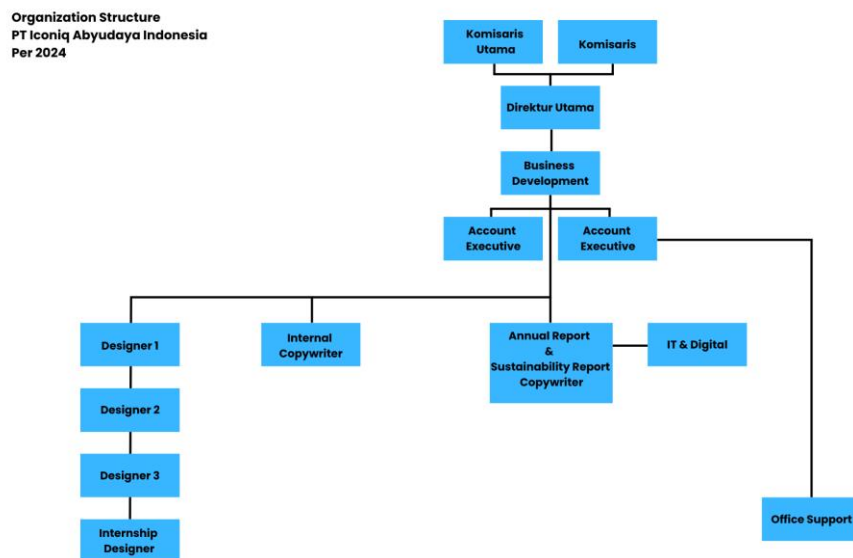 Organization Structure
PT Iconiq Abyudaya Indonesia
Per 2024
Komisaris
Utama
Komisaris
Direktur Utama
Business
Development
Account
Executive
Account
Executive
Designer 1
Internal
Copywriter
Annual Report
&
Sustainability Report
Copywriter
IT & Digital
Designer 2
Designer 3
Internship
Designer
Office Support